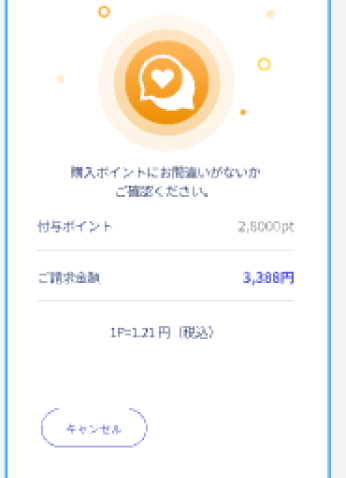 購入ポイントにお間違いがないか
ご確認ください。
付与ポイント 2,8000pt
ご請求金額 3,388円
1P=1.21円（税込）
キャンセル